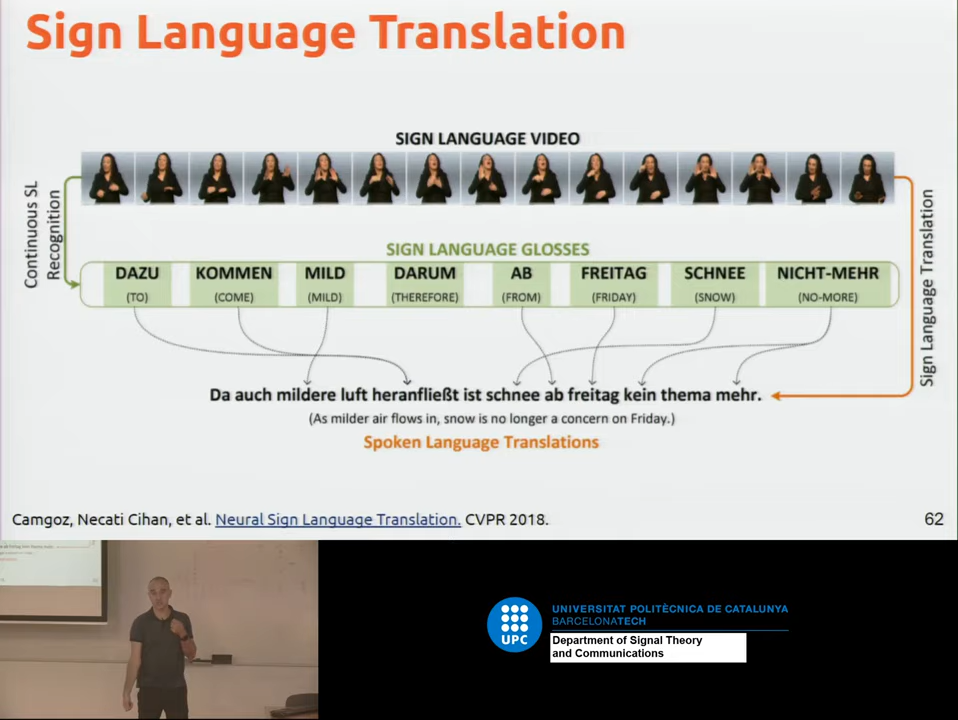 Sign Language Translation
SIGN LANGUAGE VIDEO
Continuous SL
Recognition
SIGN LANGUAGE GLOSSES
DAZU KOMMEN MILD DARUM AB FREITAG SCHNEE NICHT-MEHR
(TO) (COME) (MILD) (THEREFORE) (FROM) (FRIDAY) (SNOW) (NO-MORE)
Sign Language Translation
Da auch mildere luft heranfließt ist schnee ab freitag kein thema mehr.
(As milder air flows in, snow is no longer a concern on Friday.)
Spoken Language Translations
Camgoz, Necati Cihan, et al. Neural Sign Language Translation. CVPR 2018.
62
UNIVERSITAT POLITÈCNICA DE CATALUNYA
BARCELONATECH
UPC
Department of Signal Theory
and Communications